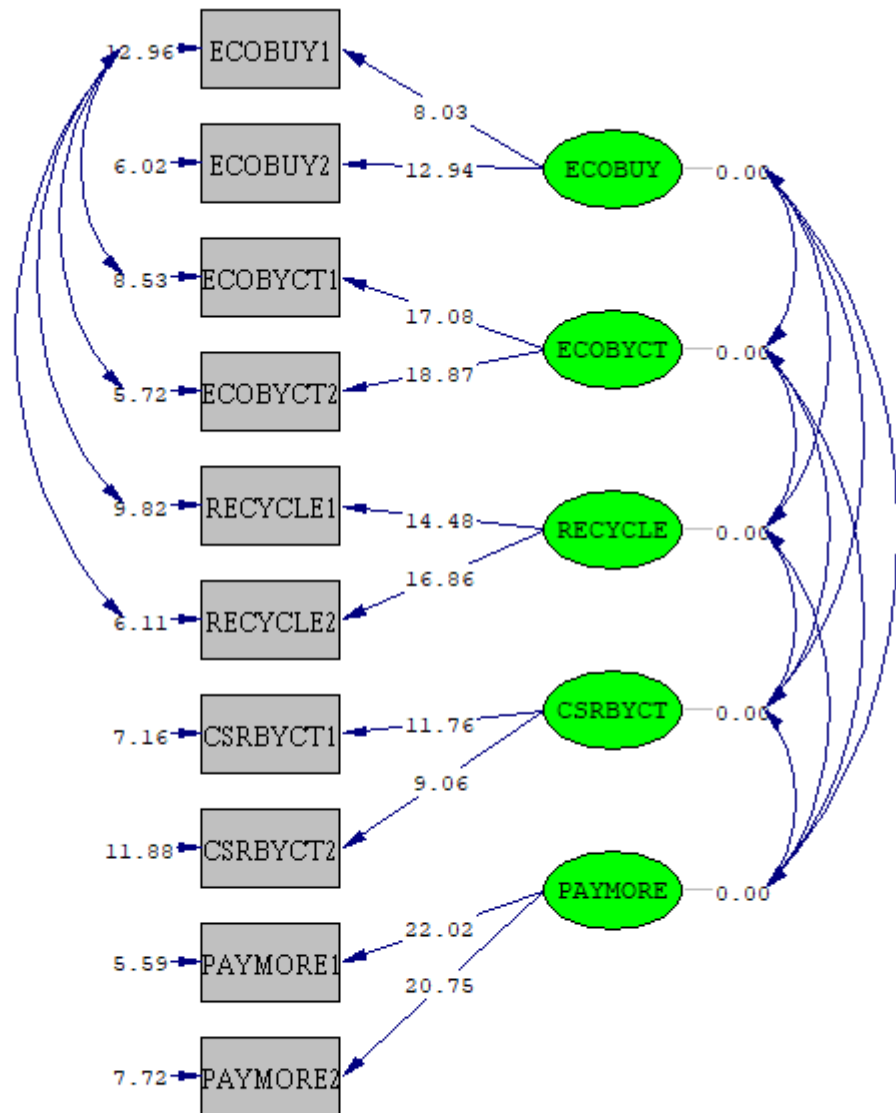 12.96 ECOBUY1
8.03
6.02 ECOBUY2 12.94 ECOBUY 0.00
8.53 ECOBYCT1
17.08
ECOBYCT 0.00
18.87
5.72 ECOBYCT2
9.82 RECYCLE1 14.48
RECYCLE 0.00
16.86
6.11 RECYCLE2
7.16 CSRBYCT1 11.76 CSRBYCT 0.00
9.06
11.88 CSRBYCT2
PAYMORE 0.00
22.02
5.59 PAYMORE1
20.75
7.72 PAYMORE2